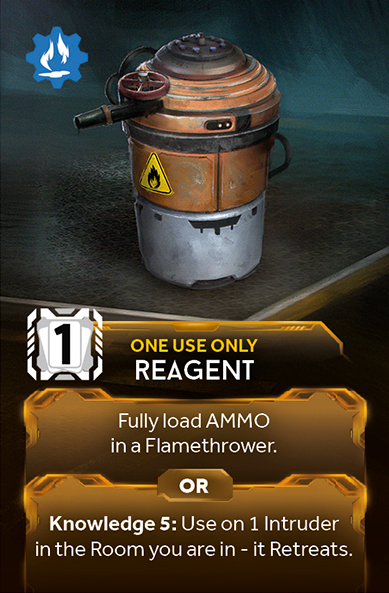 1
ONE USE ONLY
REAGENT
Fully load AMMO
in a Flamethrower.
OR
Knowledge 5: Use on 1 Intruder
in the Room you are in - it Retreats.